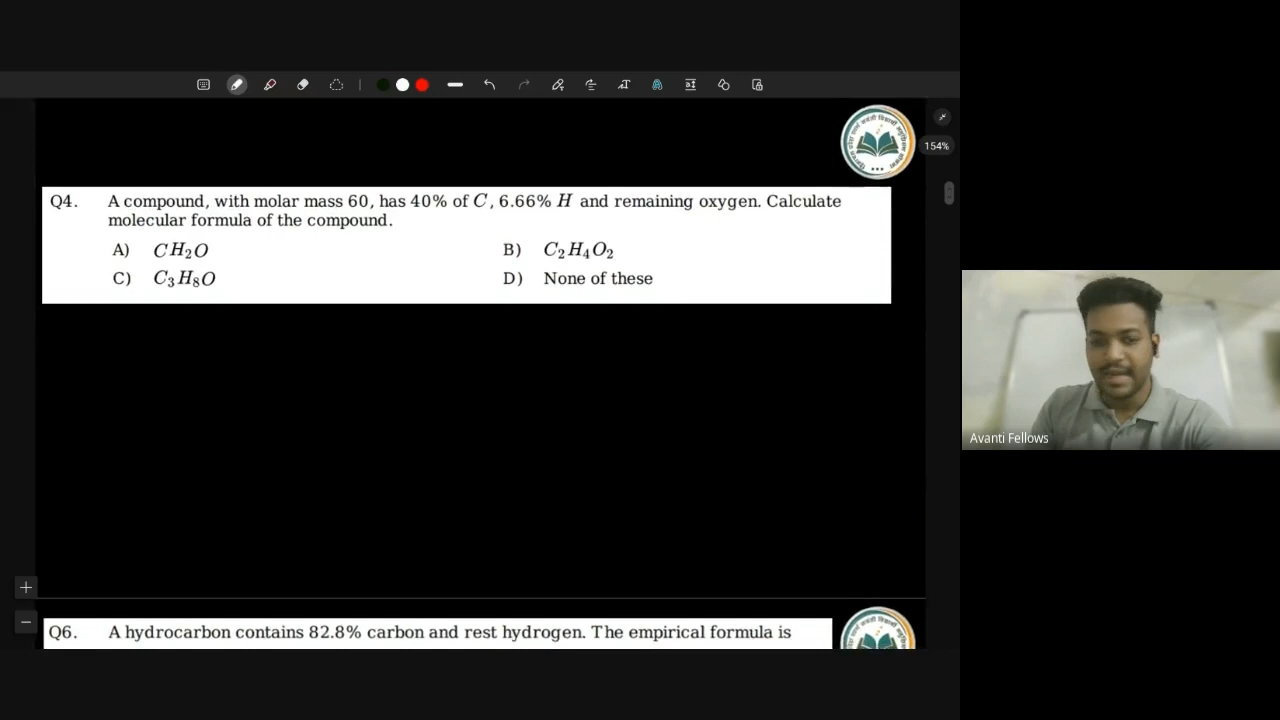 154%
Q4. A compound, with molar mass 60, has 40% of C, 6.66% H and remaining oxygen. Calculate
molecular formula of the compound.
A) CH₂O B) C₂H₄O₂
C) C₃H₈O D) None of these
Avanti Fellows
Q6. A hydrocarbon contains 82.8% carbon and rest hydrogen. The empirical formula is